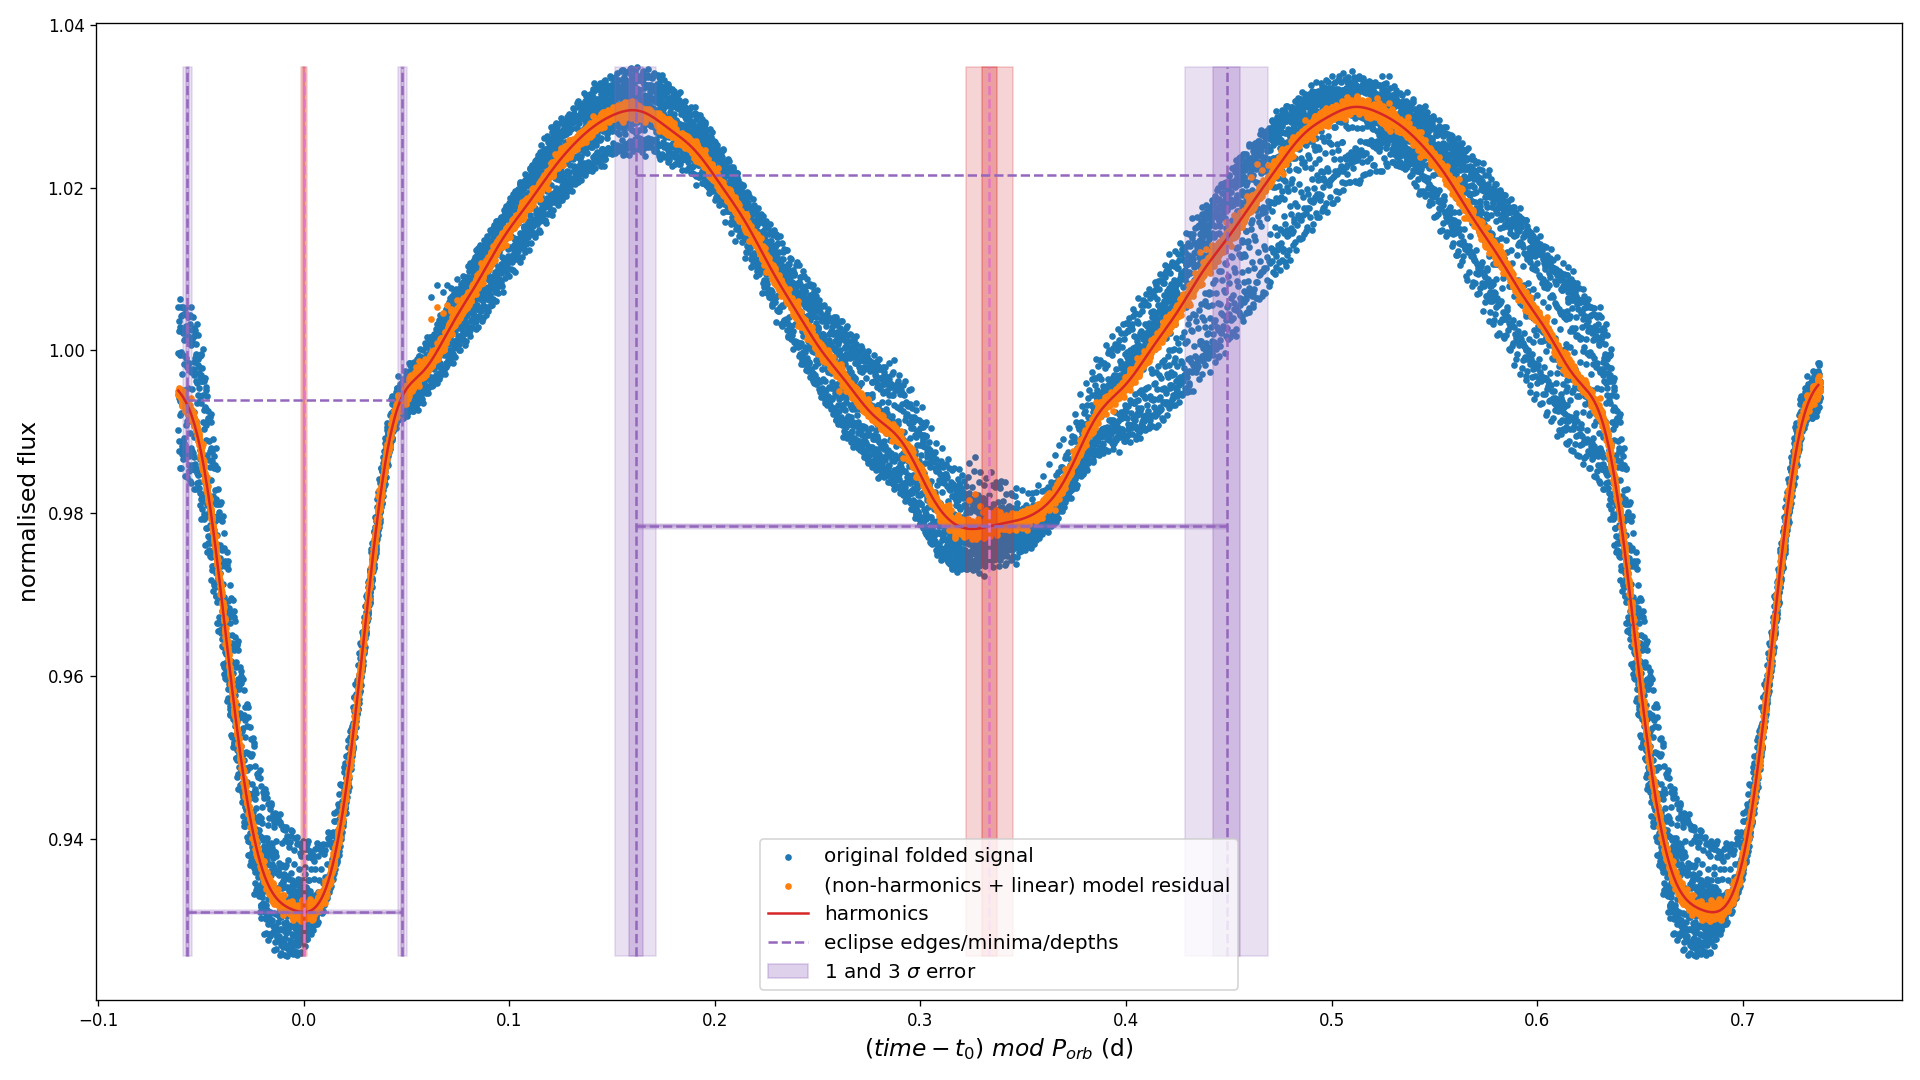 1.04
1.02
1.00
0.98
0.96
0.94
normalised flux
original folded signal
(non-harmonics + linear) model residual
harmonics
eclipse edges/minima/depths
1 and 3 σ error
−0.1 0.0 0.1 0.2 0.3 0.4 0.5 0.6 0.7
(time − t₀) mod P_orb (d)